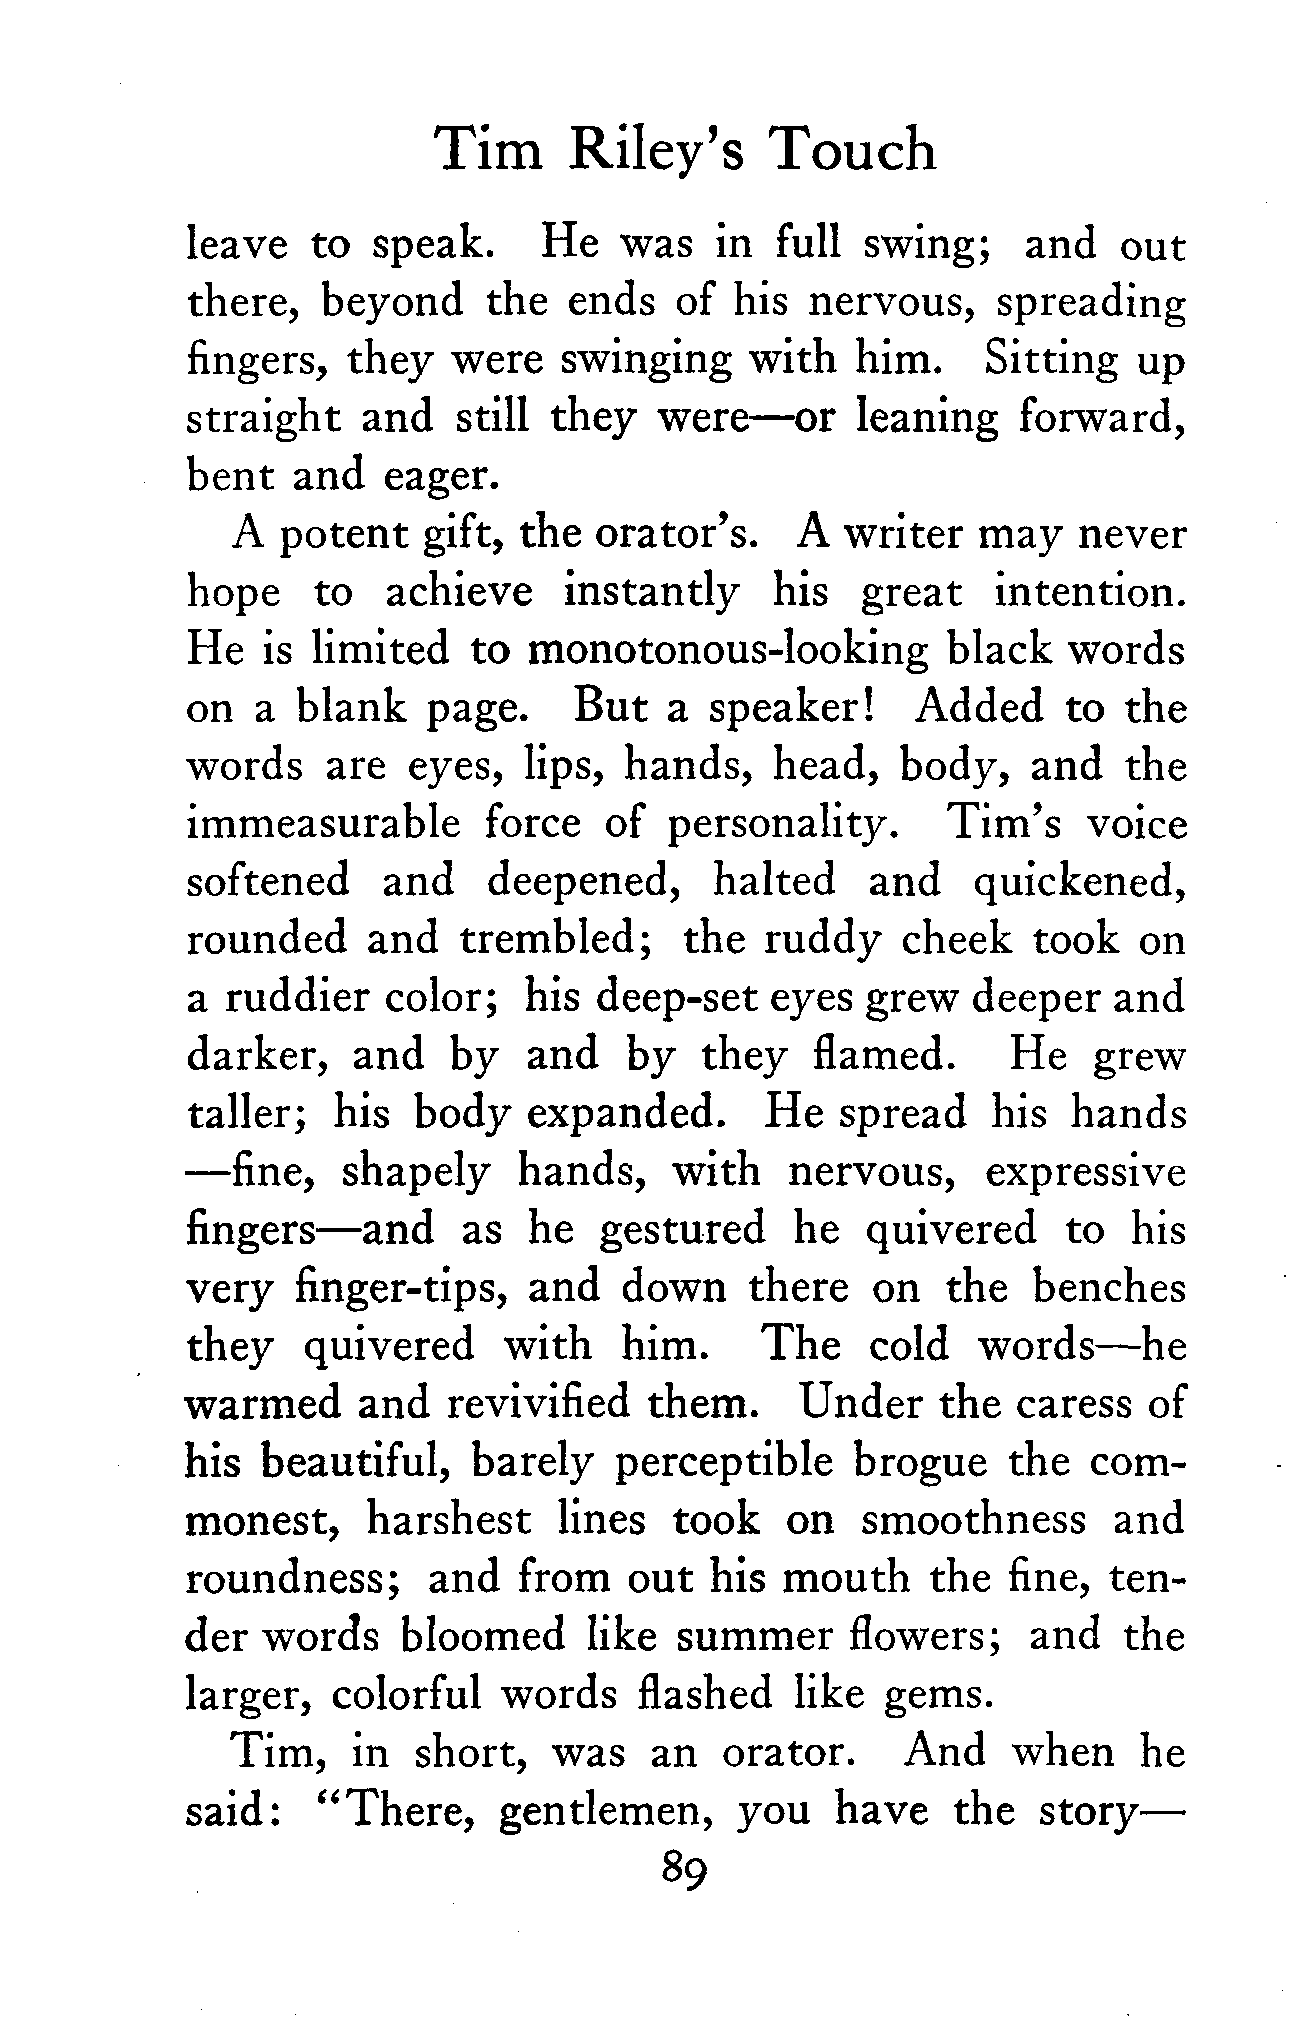 Tim Riley's Touch
leave to speak. He was in full swing; and out
there, beyond the ends of his nervous, spreading
fingers, they were swinging with him. Sitting up
straight and still they were—or leaning forward,
bent and eager.
A potent gift, the orator's. A writer may never
hope to achieve instantly his great intention.
He is limited to monotonous-looking black words
on a blank page. But a speaker! Added to the
words are eyes, lips, hands, head, body, and the
immeasurable force of personality. Tim's voice
softened and deepened, halted and quickened,
rounded and trembled; the ruddy cheek took on
a ruddier color; his deep-set eyes grew deeper and
darker, and by and by they flamed. He grew
taller; his body expanded. He spread his hands
—fine, shapely hands, with nervous, expressive
fingers—and as he gestured he quivered to his
very finger-tips, and down there on the benches
they quivered with him. The cold words—he
warmed and revivified them. Under the caress of
his beautiful, barely perceptible brogue the com-
monest, harshest lines took on smoothness and
roundness; and from out his mouth the fine, ten-
der words bloomed like summer flowers; and the
larger, colorful words flashed like gems.
Tim, in short, was an orator. And when he
said: "There, gentlemen, you have the story—
89